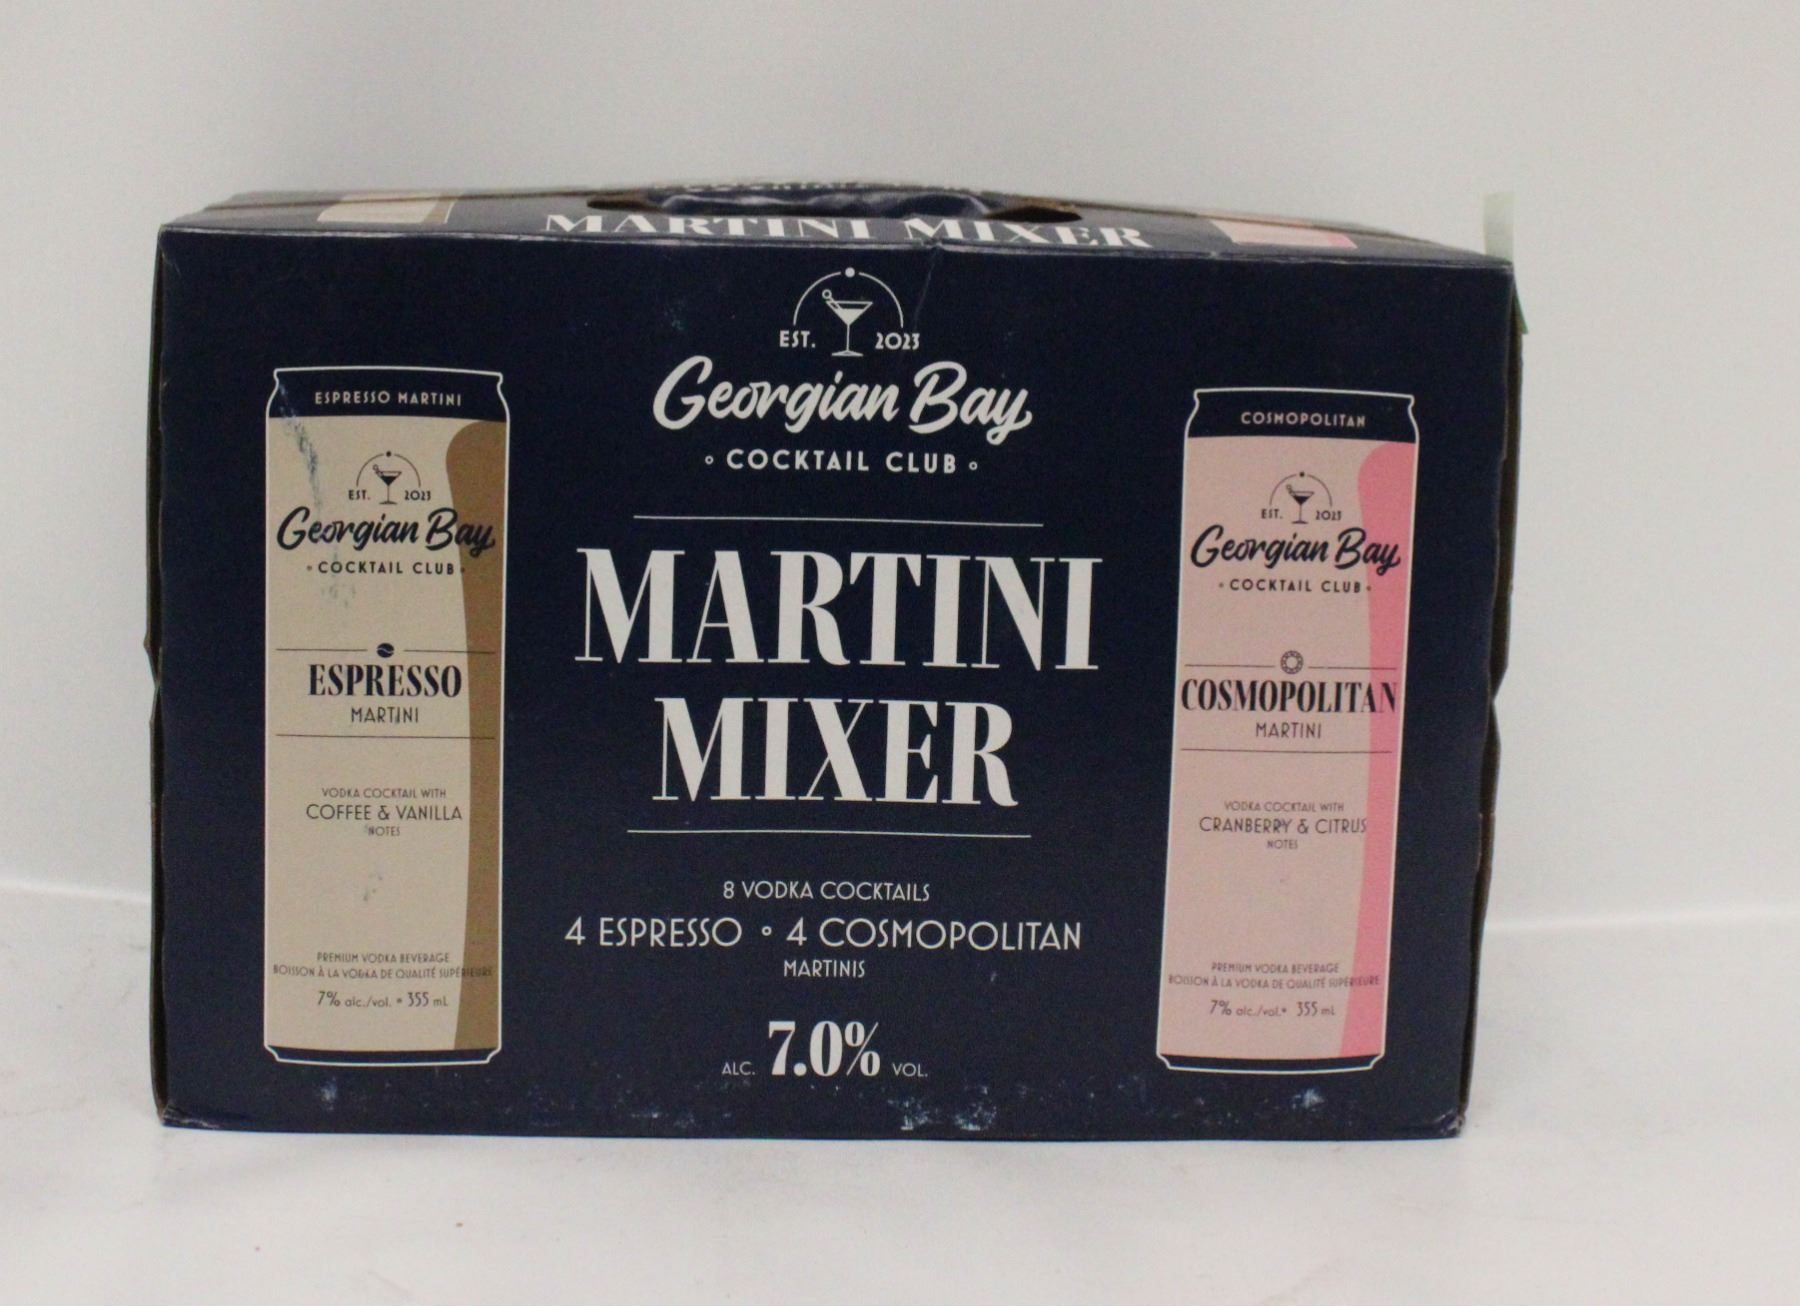 MARTINI MIXER
EST. 2023
Georgian Bay
COCKTAIL CLUB
MARTINI
MIXER
8 VODKA COCKTAILS
4 ESPRESSO • 4 COSMOPOLITAN
MARTINIS
ALC. 7.0% VOL.
ESPRESSO MARTINI
EST. 2023
Georgian Bay
COCKTAIL CLUB
ESPRESSO
MARTINI
VODKA COCKTAIL WITH
COFFEE & VANILLA
NOTES
PREMIUM VODKA BEVERAGE
BOISSON À LA VODKA DE QUALITÉ SUPÉRIEURE
7% alc./vol. • 355 mL
COSMOPOLITAN
EST. 2023
Georgian Bay
COCKTAIL CLUB
COSMOPOLITAN
MARTINI
VODKA COCKTAIL WITH
CRANBERRY & CITRUS
NOTES
PREMIUM VODKA BEVERAGE
BOISSON À LA VODKA DE QUALITÉ SUPÉRIEURE
7% alc./vol. • 355 mL